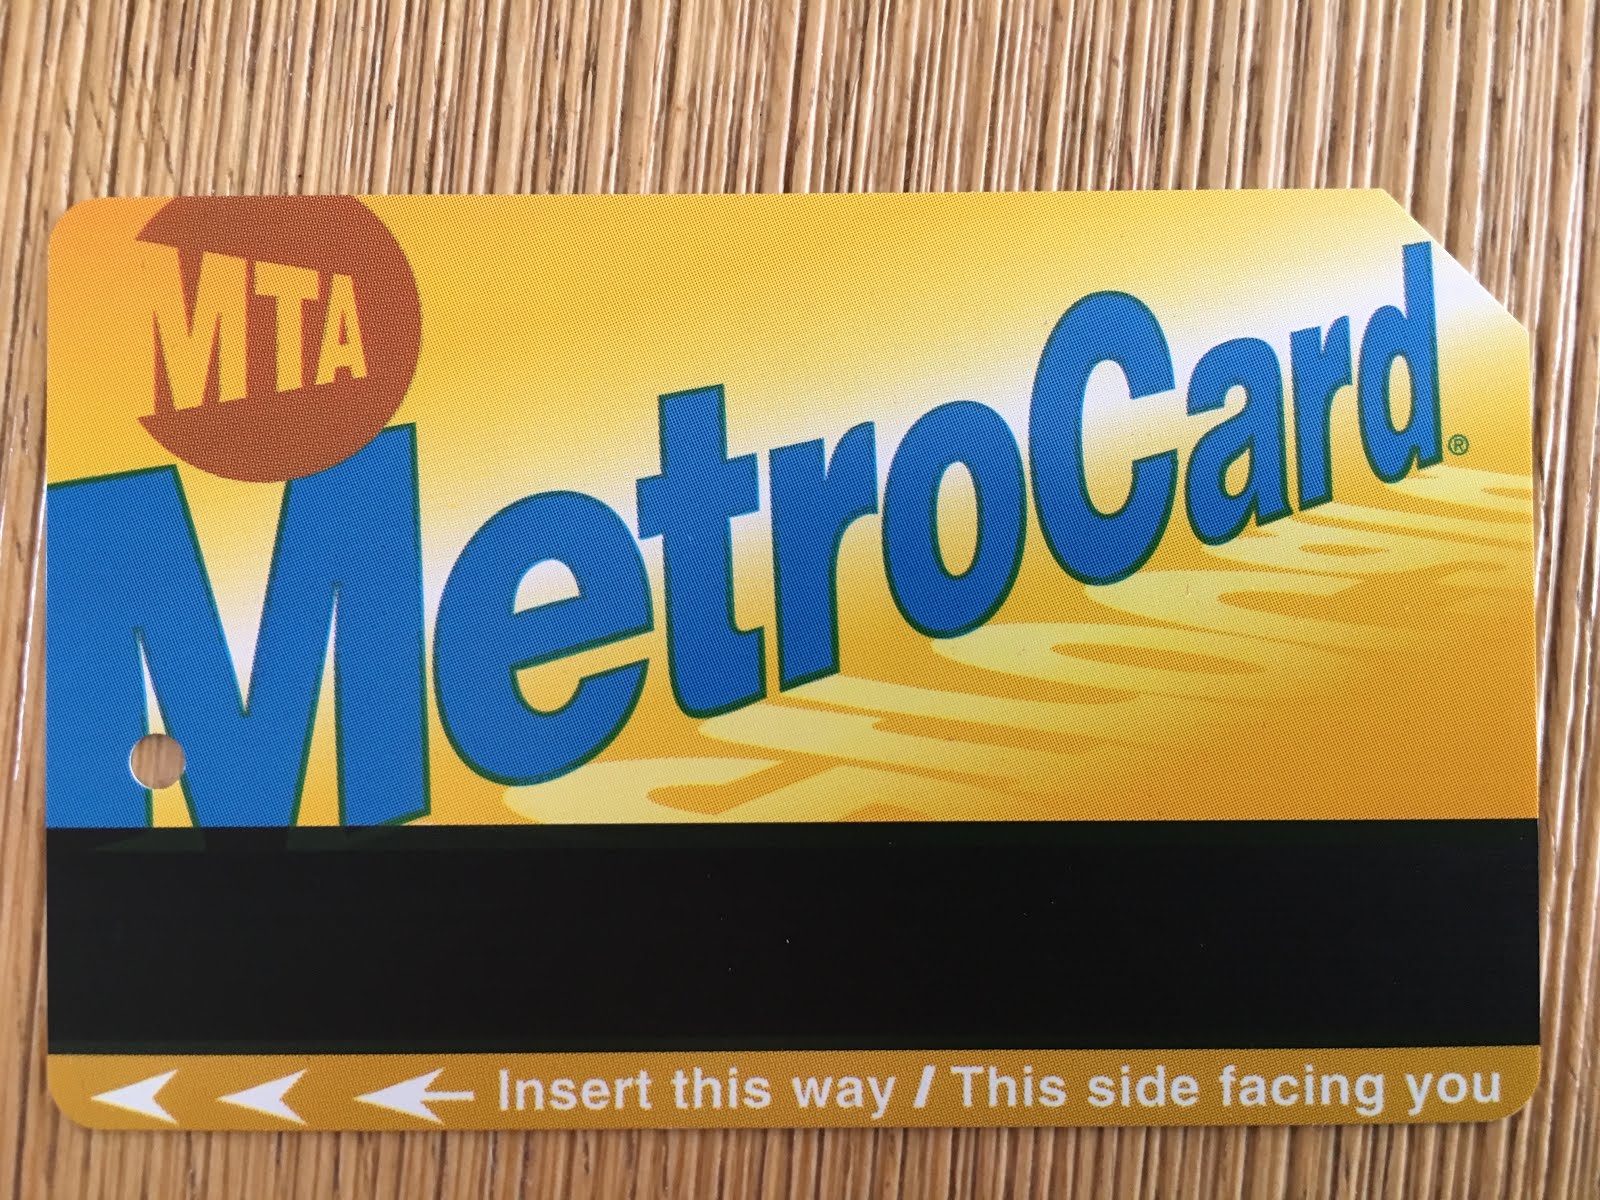 MTA
MetroCard®
Insert this way / This side facing you